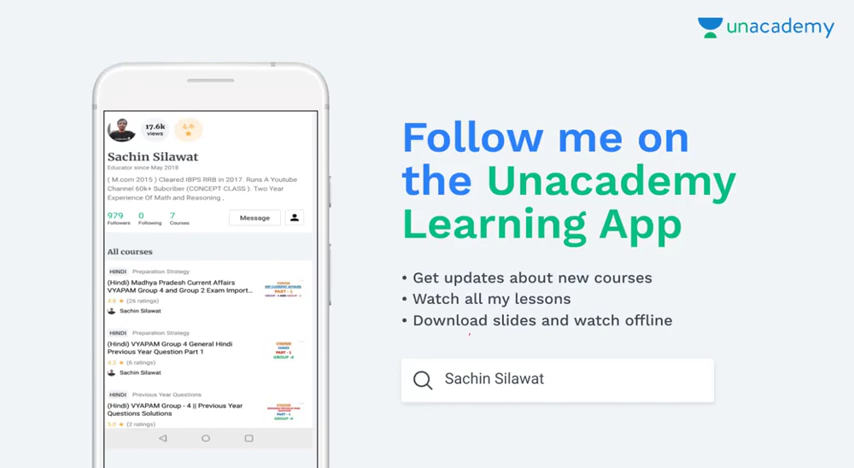 unacademy
17.6k
views
Sachin Silawat
Educator since May 2018
( M.com 2015 ) Cleared IBPS RRB in 2017. Runs A Youtube
Channel 60k+ Subcriber (CONCEPT CLASS ). Two Year
Experience Of Math and Reasoning ,
979
Followers
0
Following
7
Courses
Message
All courses
HINDI Preparation Strategy
(Hindi) Madhya Pradesh Current Affairs
VYAPAM Group 4 and Group 2 Exam Import...
(26 ratings)
Sachin Silawat
HINDI Preparation Strategy
(Hindi) VYAPAM Group 4 General Hindi
Previous Year Question Part 1
(6 ratings)
Sachin Silawat
HINDI Previous Year Questions
(Hindi) VYAPAM Group - 4 || Previous Year
Questions Solutions
5.0 (2 ratings)
Follow me on
the Unacademy
Learning App
• Get updates about new courses
• Watch all my lessons
• Download slides and watch offline
Sachin Silawat